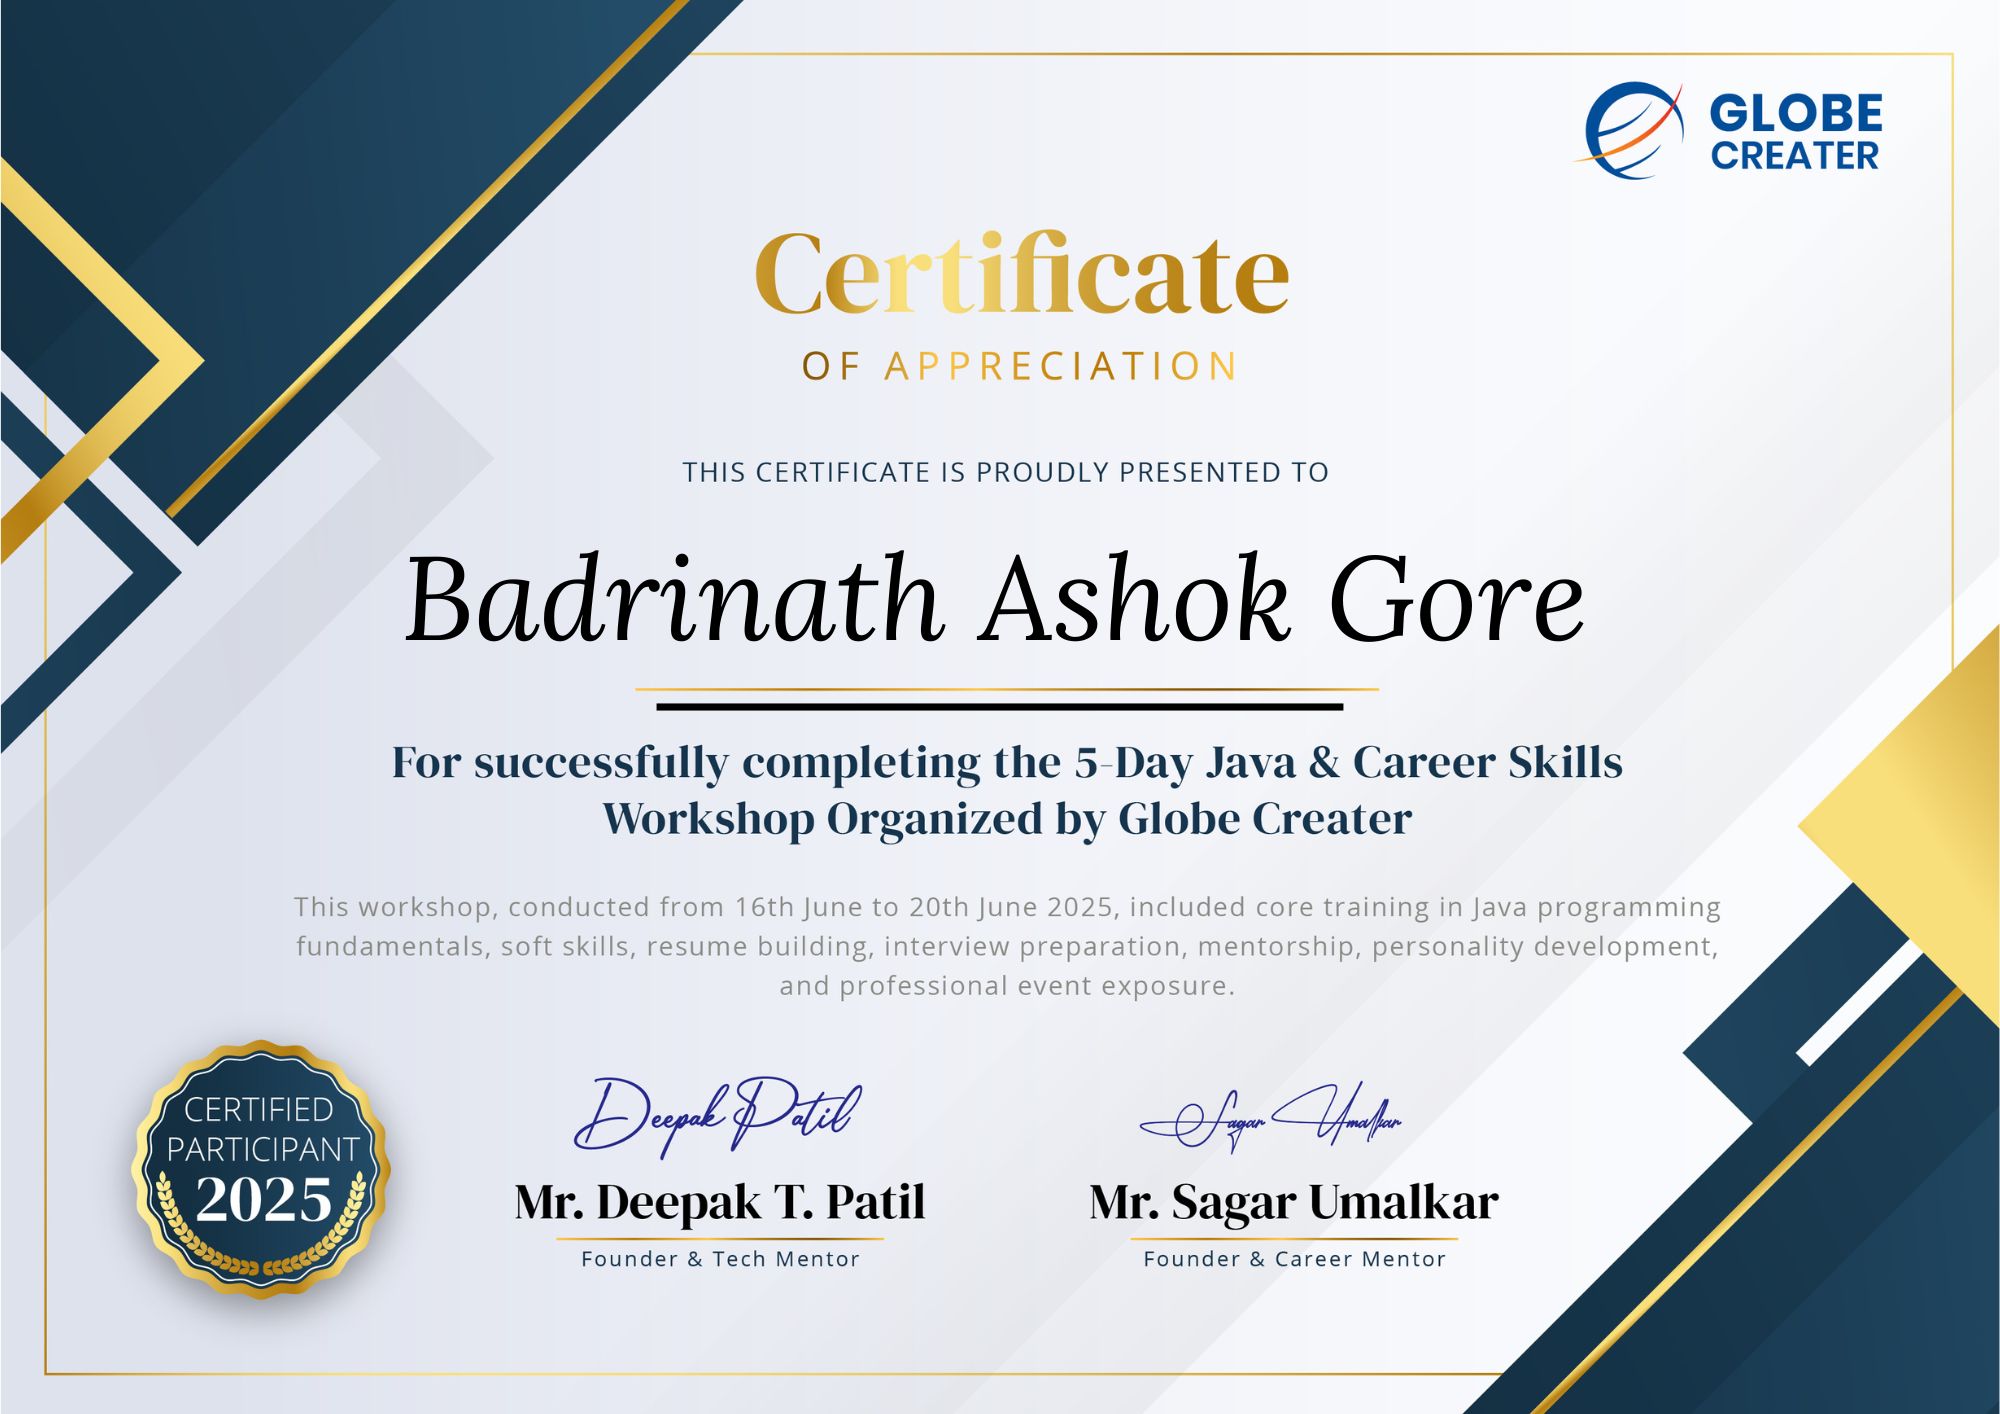 GLOBE
CREATER
Certificate
OF APPRECIATION
THIS CERTIFICATE IS PROUDLY PRESENTED TO
Badrinath Ashok Gore
For successfully completing the 5-Day Java & Career Skills
Workshop Organized by Globe Creater
This workshop, conducted from 16th June to 20th June 2025, included core training in Java programming
fundamentals, soft skills, resume building, interview preparation, mentorship, personality development,
and professional event exposure.
CERTIFIED
PARTICIPANT
2025
Deepak Patil
Mr. Deepak T. Patil
Founder & Tech Mentor
Sagar Umalkar
Mr. Sagar Umalkar
Founder & Career Mentor